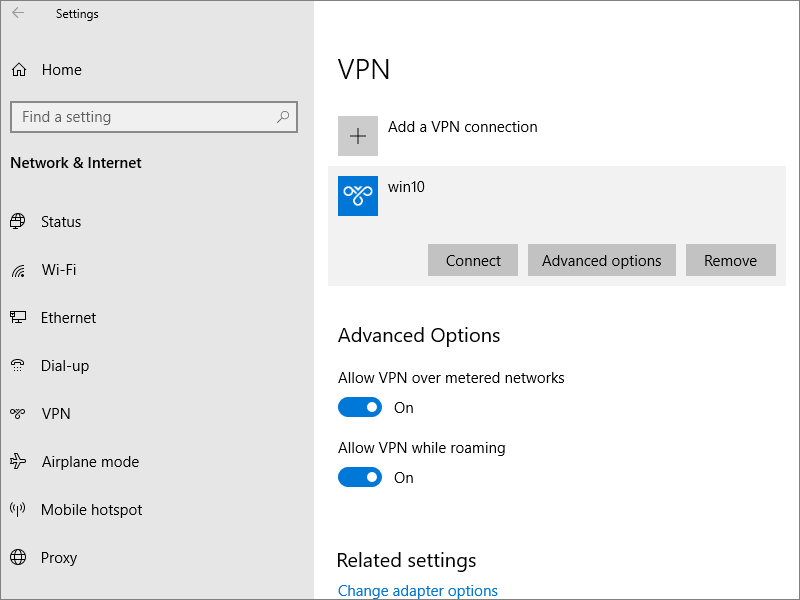 Settings
Home
Find a setting
Network & Internet
Status
Wi-Fi
Ethernet
Dial-up
VPN
Airplane mode
Mobile hotspot
Proxy
VPN
Add a VPN connection
win10
Connect
Advanced options
Remove
Advanced Options
Allow VPN over metered networks
On
Allow VPN while roaming
On
Related settings
Change adapter options